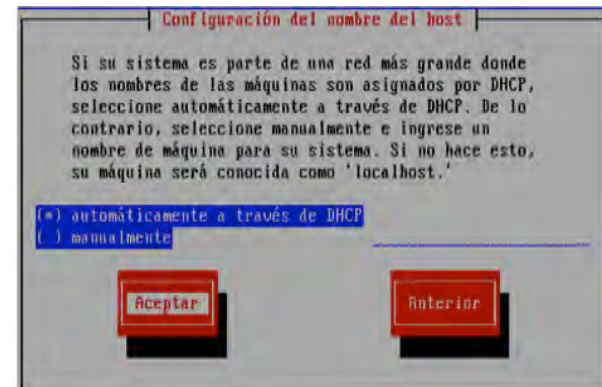 Configuración del nombre del host
Si su sistema es parte de una red más grande donde
los nombres de las máquinas son asignados por DHCP,
seleccione automáticamente a través de DHCP. De lo
contrario, seleccione manualmente e ingrese un
nombre de máquina para su sistema. Si no hace esto,
su máquina será conocida como 'localhost.'
(*) automáticamente a través de DHCP
( ) manualmente
Aceptar
Anterior